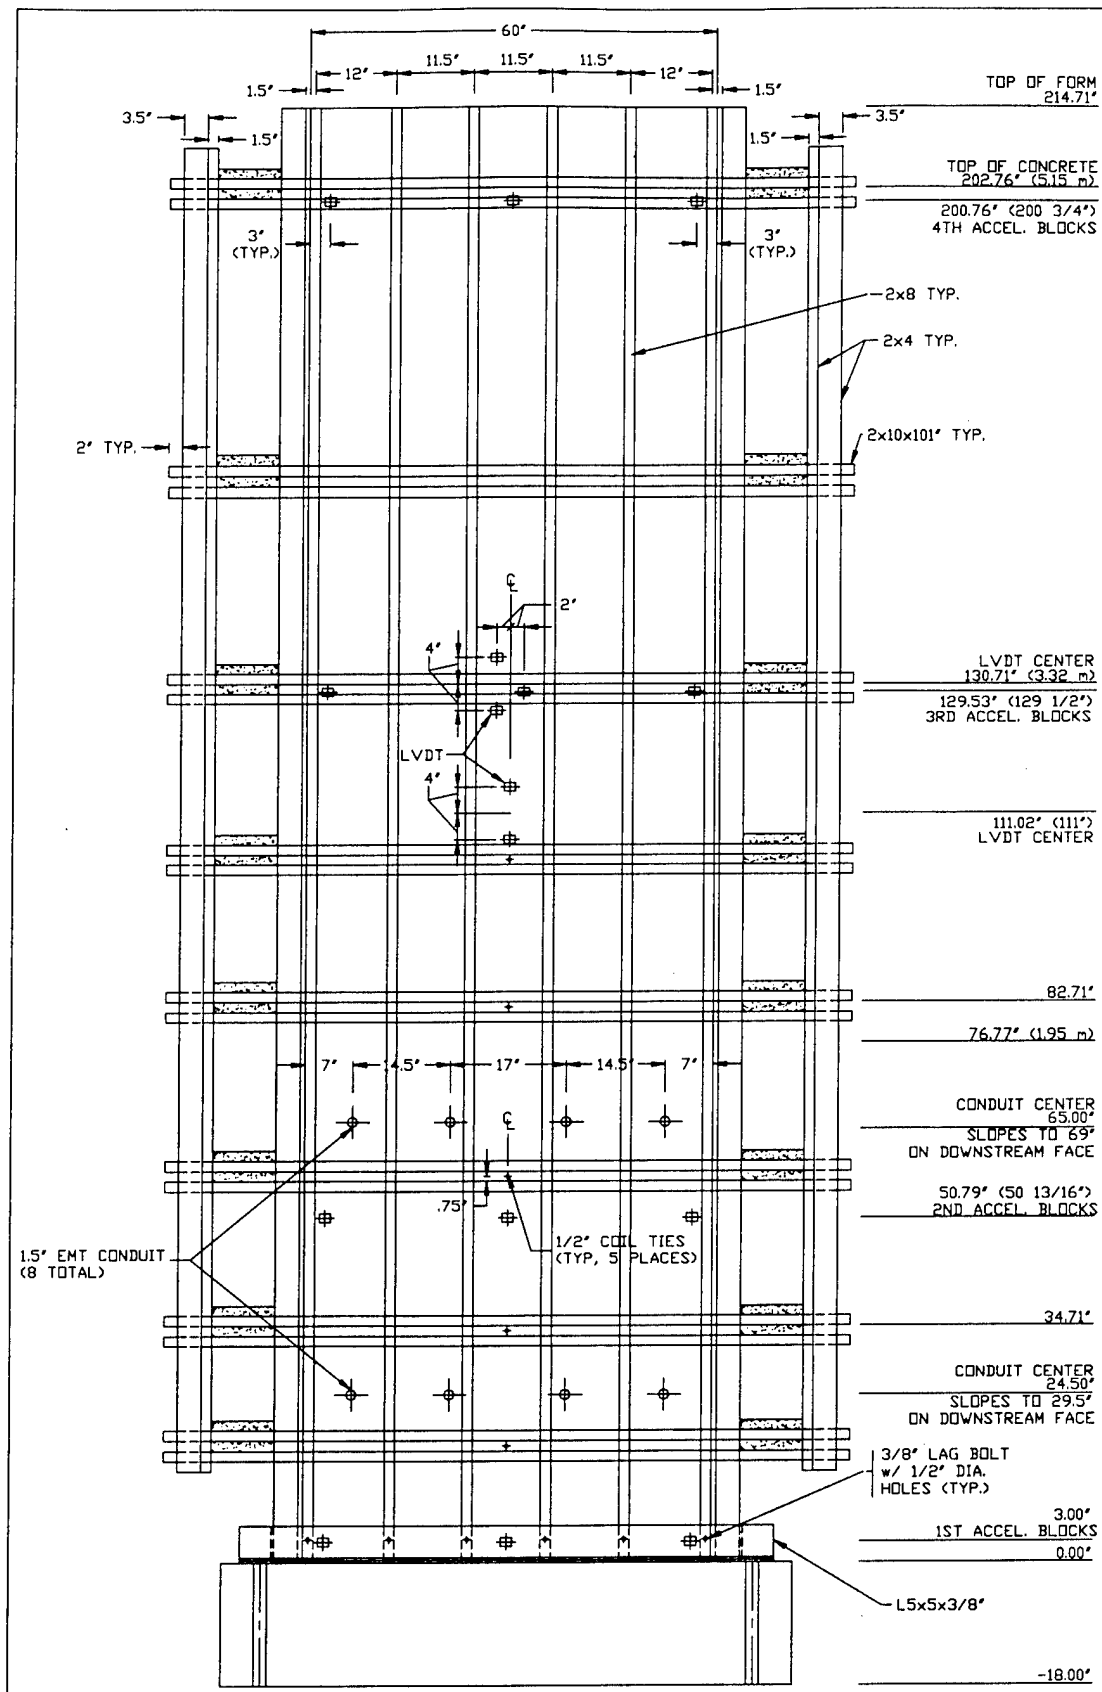 60"
12" 11.5" 11.5" 11.5" 12"
1.5" 1.5"
3.5" 3.5"
1.5" 1.5"
TOP OF FORM
214.71"
TOP OF CONCRETE
202.76" (5.15 m)
200.76" (200 3/4")
4TH ACCEL. BLOCKS
3"
(TYP.)
3"
(TYP.)
2x8 TYP.
2x4 TYP.
2" TYP.
2x10x101" TYP.
℄
2"
4"
LVDT CENTER
130.71" (3.32 m)
129.53" (129 1/2")
3RD ACCEL. BLOCKS
LVDT
4"
111.02" (111")
LVDT CENTER
82.71"
76.77" (1.95 m)
7" 14.5" 17" 14.5" 7"
℄
CONDUIT CENTER
65.00"
SLOPES TO 69"
ON DOWNSTREAM FACE
.75"
50.79" (50 13/16")
2ND ACCEL. BLOCKS
1/2" COIL TIES
(TYP, 5 PLACES)
1.5" EMT CONDUIT
(8 TOTAL)
34.71"
CONDUIT CENTER
24.50"
SLOPES TO 29.5"
ON DOWNSTREAM FACE
3/8" LAG BOLT
w/ 1/2" DIA.
HOLES (TYP.)
3.00"
1ST ACCEL. BLOCKS
0.00"
L5x5x3/8"
-18.00"